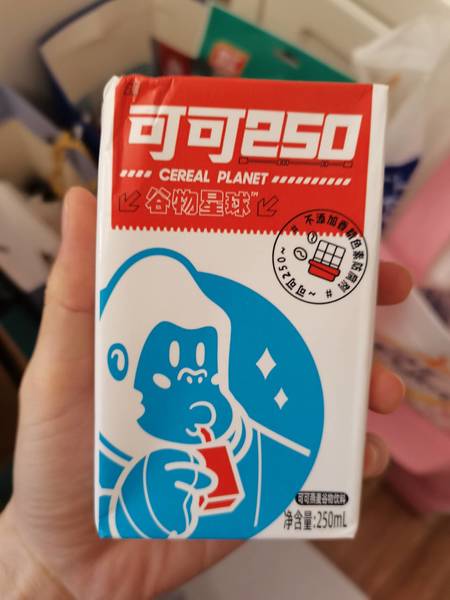 可可250
CEREAL PLANET
谷物星球
# 不添加香精色素防腐剂 #
~可可250~
可可燕麦谷物饮料
净含量:250mL